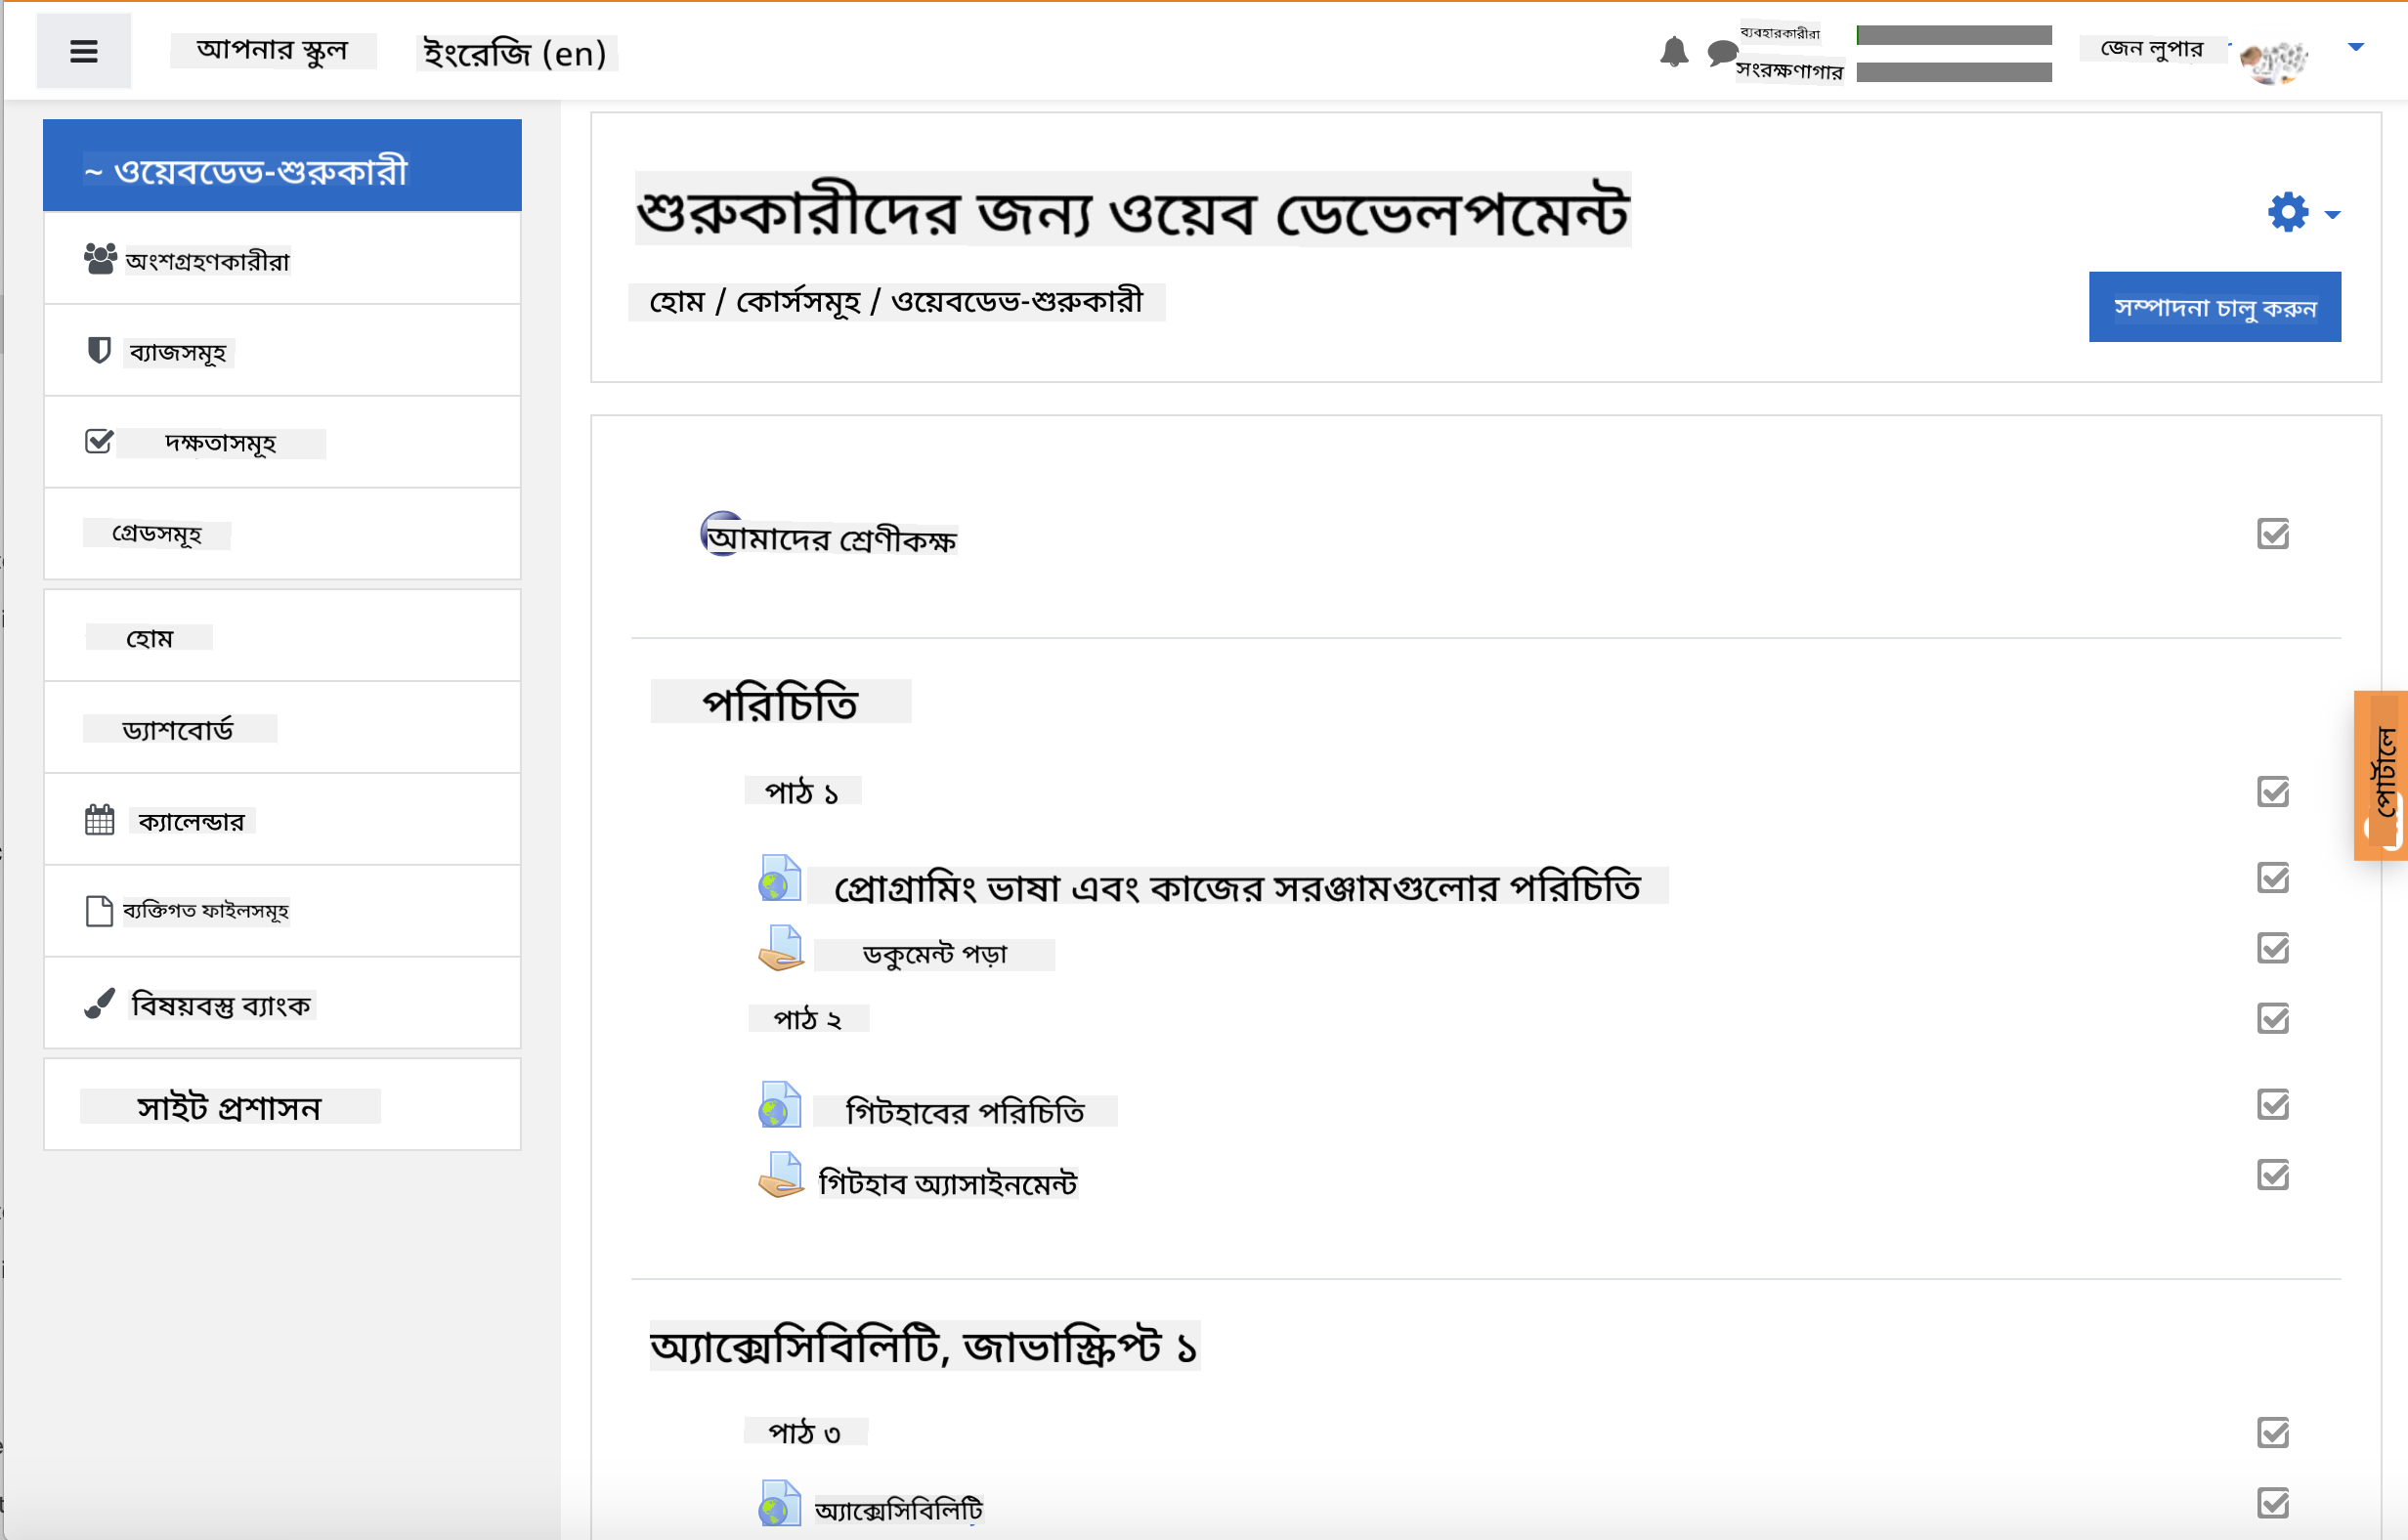 আপনার স্কুল
ইংরেজি (en)
ব্যবহারকারীরা
সংরক্ষণাগার
জেন লুপার
~ ওয়েবডেভ-শুরুকারী
অংশগ্রহণকারীরা
ব্যাজসমূহ
দক্ষতাসমূহ
গ্রেডসমূহ
হোম
ড্যাশবোর্ড
ক্যালেন্ডার
ব্যক্তিগত ফাইলসমূহ
বিষয়বস্তু ব্যাংক
সাইট প্রশাসন
শুরুকারীদের জন্য ওয়েব ডেভেলপমেন্ট
হোম / কোর্সসমূহ / ওয়েবডেভ-শুরুকারী
সম্পাদনা চালু করুন
আমাদের শ্রেণীকক্ষ
পরিচিতি
পাঠ ১
প্রোগ্রামিং ভাষা এবং কাজের সরঞ্জামগুলোর পরিচিতি
ডকুমেন্ট পড়া
পাঠ ২
গিটহাবের পরিচিতি
গিটহাব অ্যাসাইনমেন্ট
অ্যাক্সেসিবিলিটি, জাভাস্ক্রিপ্ট ১
পাঠ ৩
অ্যাক্সেসিবিলিটি
পোর্টালে